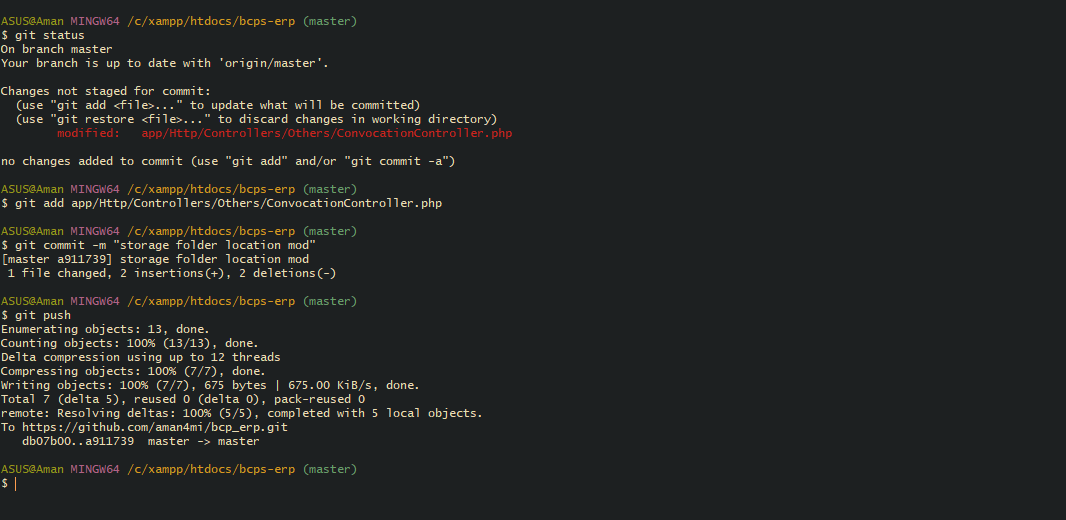 ASUS@Aman MINGW64 /c/xampp/htdocs/bcps-erp (master)
$ git status
On branch master
Your branch is up to date with 'origin/master'.
Changes not staged for commit:
(use "git add <file>..." to update what will be committed)
(use "git restore <file>..." to discard changes in working directory)
modified: app/Http/Controllers/Others/ConvocationController.php
no changes added to commit (use "git add" and/or "git commit -a")
ASUS@Aman MINGW64 /c/xampp/htdocs/bcps-erp (master)
$ git add app/Http/Controllers/Others/ConvocationController.php
ASUS@Aman MINGW64 /c/xampp/htdocs/bcps-erp (master)
$ git commit -m "storage folder location mod"
[master a911739] storage folder location mod
1 file changed, 2 insertions(+), 2 deletions(-)
ASUS@Aman MINGW64 /c/xampp/htdocs/bcps-erp (master)
$ git push
Enumerating objects: 13, done.
Counting objects: 100% (13/13), done.
Delta compression using up to 12 threads
Compressing objects: 100% (7/7), done.
Writing objects: 100% (7/7), 675 bytes | 675.00 KiB/s, done.
Total 7 (delta 5), reused 0 (delta 0), pack-reused 0
remote: Resolving deltas: 100% (5/5), completed with 5 local objects.
To https://github.com/aman4mi/bcp_erp.git
db07b00..a911739 master -> master
ASUS@Aman MINGW64 /c/xampp/htdocs/bcps-erp (master)
$